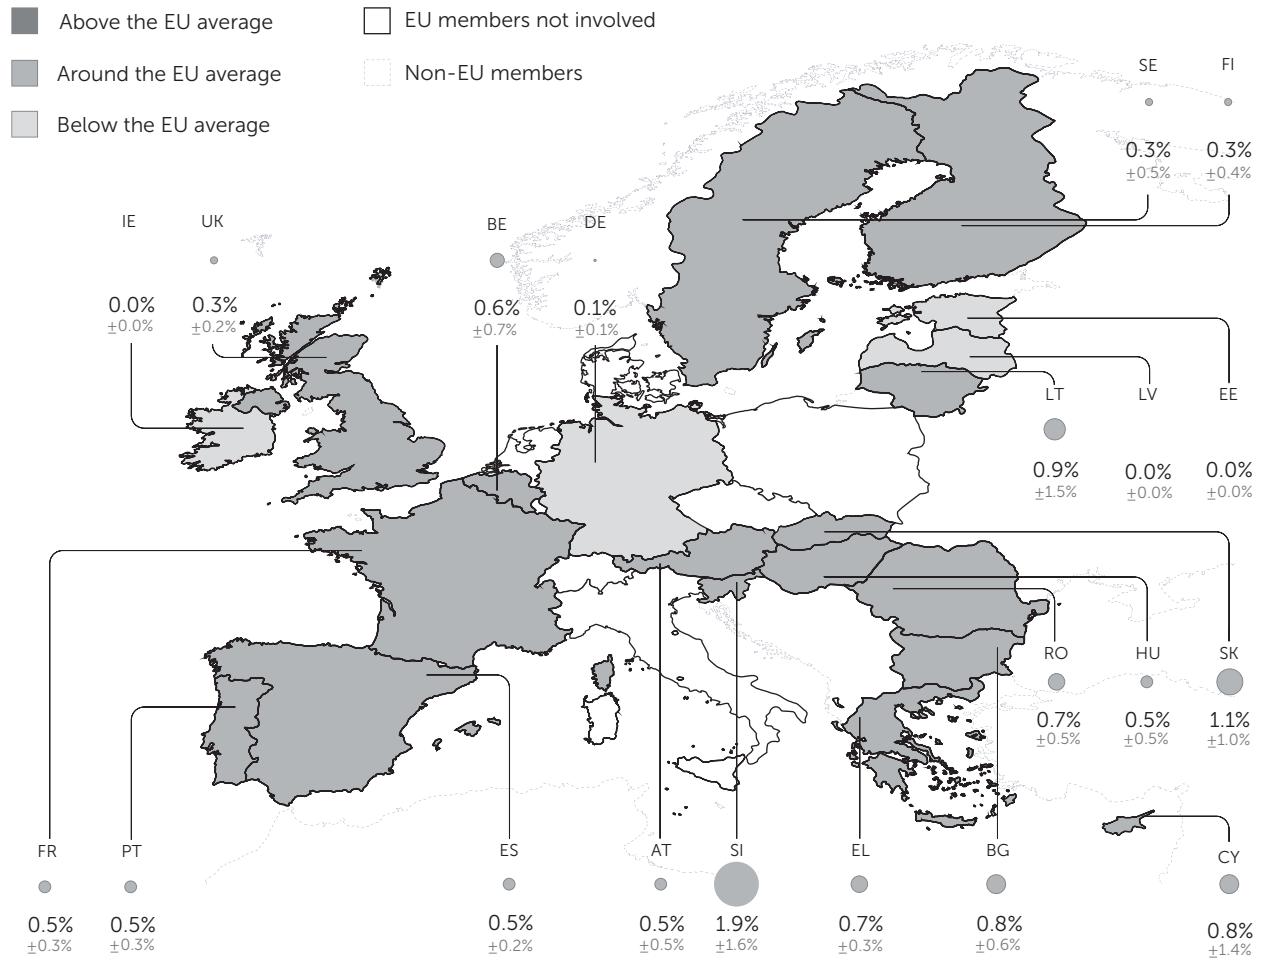 Above the EU average
EU members not involved
Around the EU average
Non-EU members
Below the EU average
SE FI
0.3% 0.3%
±0.5% ±0.4%
IE UK BE DE
0.0% 0.3% 0.6% 0.1%
±0.0% ±0.2% ±0.7% ±0.1%
LT LV EE
0.9% 0.0% 0.0%
±1.5% ±0.0% ±0.0%
RO HU SK
0.7% 0.5% 1.1%
±0.5% ±0.5% ±1.0%
FR PT ES AT SI EL BG CY
0.5% 0.5% 0.5% 0.5% 1.9% 0.7% 0.8% 0.8%
±0.3% ±0.3% ±0.2% ±0.5% ±1.6% ±0.3% ±0.6% ±1.4%